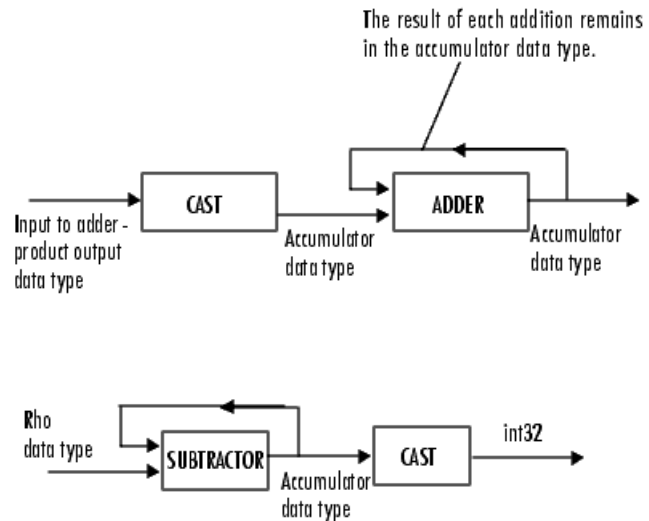 The result of each addition remains
in the accumulator data type.
CAST
ADDER
Input to adder -
product output
data type
Accumulator
data type
Accumulator
data type
Rho
data type
SUBTRACTOR
Accumulator
data type
CAST
int32